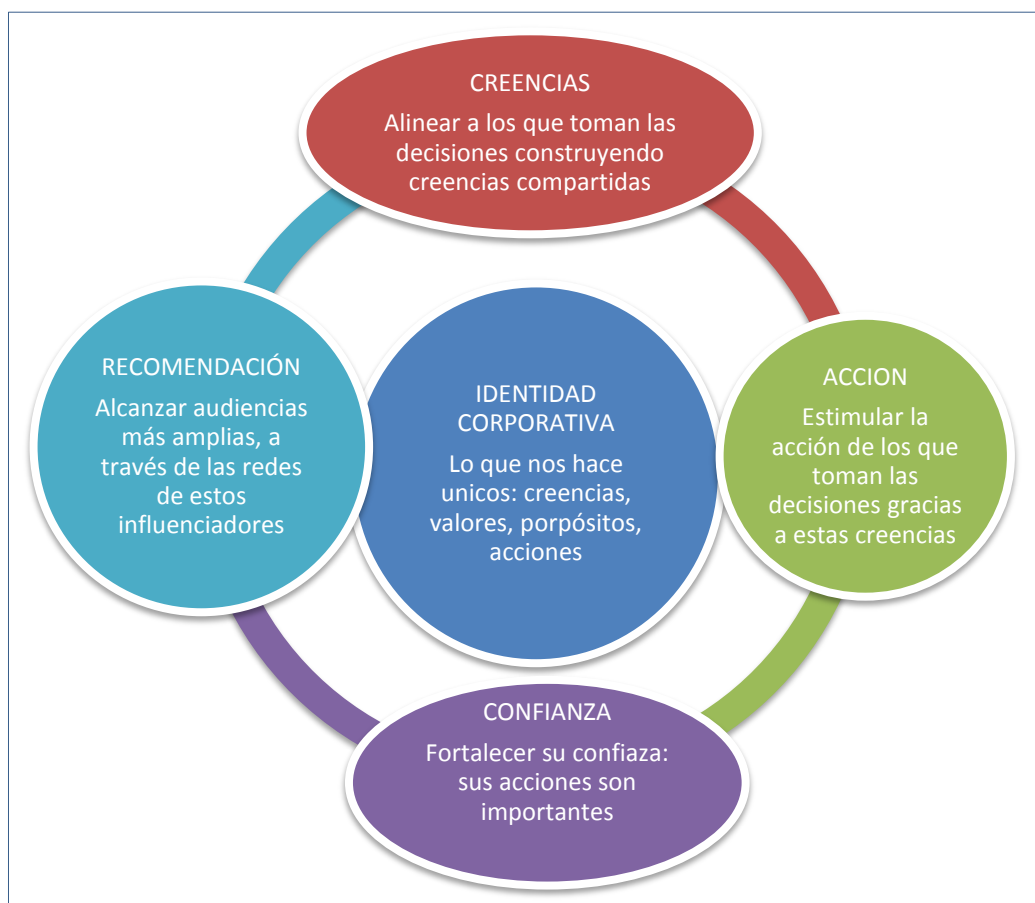 CREENCIAS
Alinear a los que toman las
decisiones construyendo
creencias compartidas
RECOMENDACIÓN
Alcanzar audiencias
más amplias, a
través de las redes
de estos
influenciadores
IDENTIDAD
CORPORATIVA
Lo que nos hace
unicos: creencias,
valores, porpósitos,
acciones
ACCION
Estimular la
acción de los que
toman las
decisiones gracias
a estas creencias
CONFIANZA
Fortalecer su confiaza:
sus acciones son
importantes